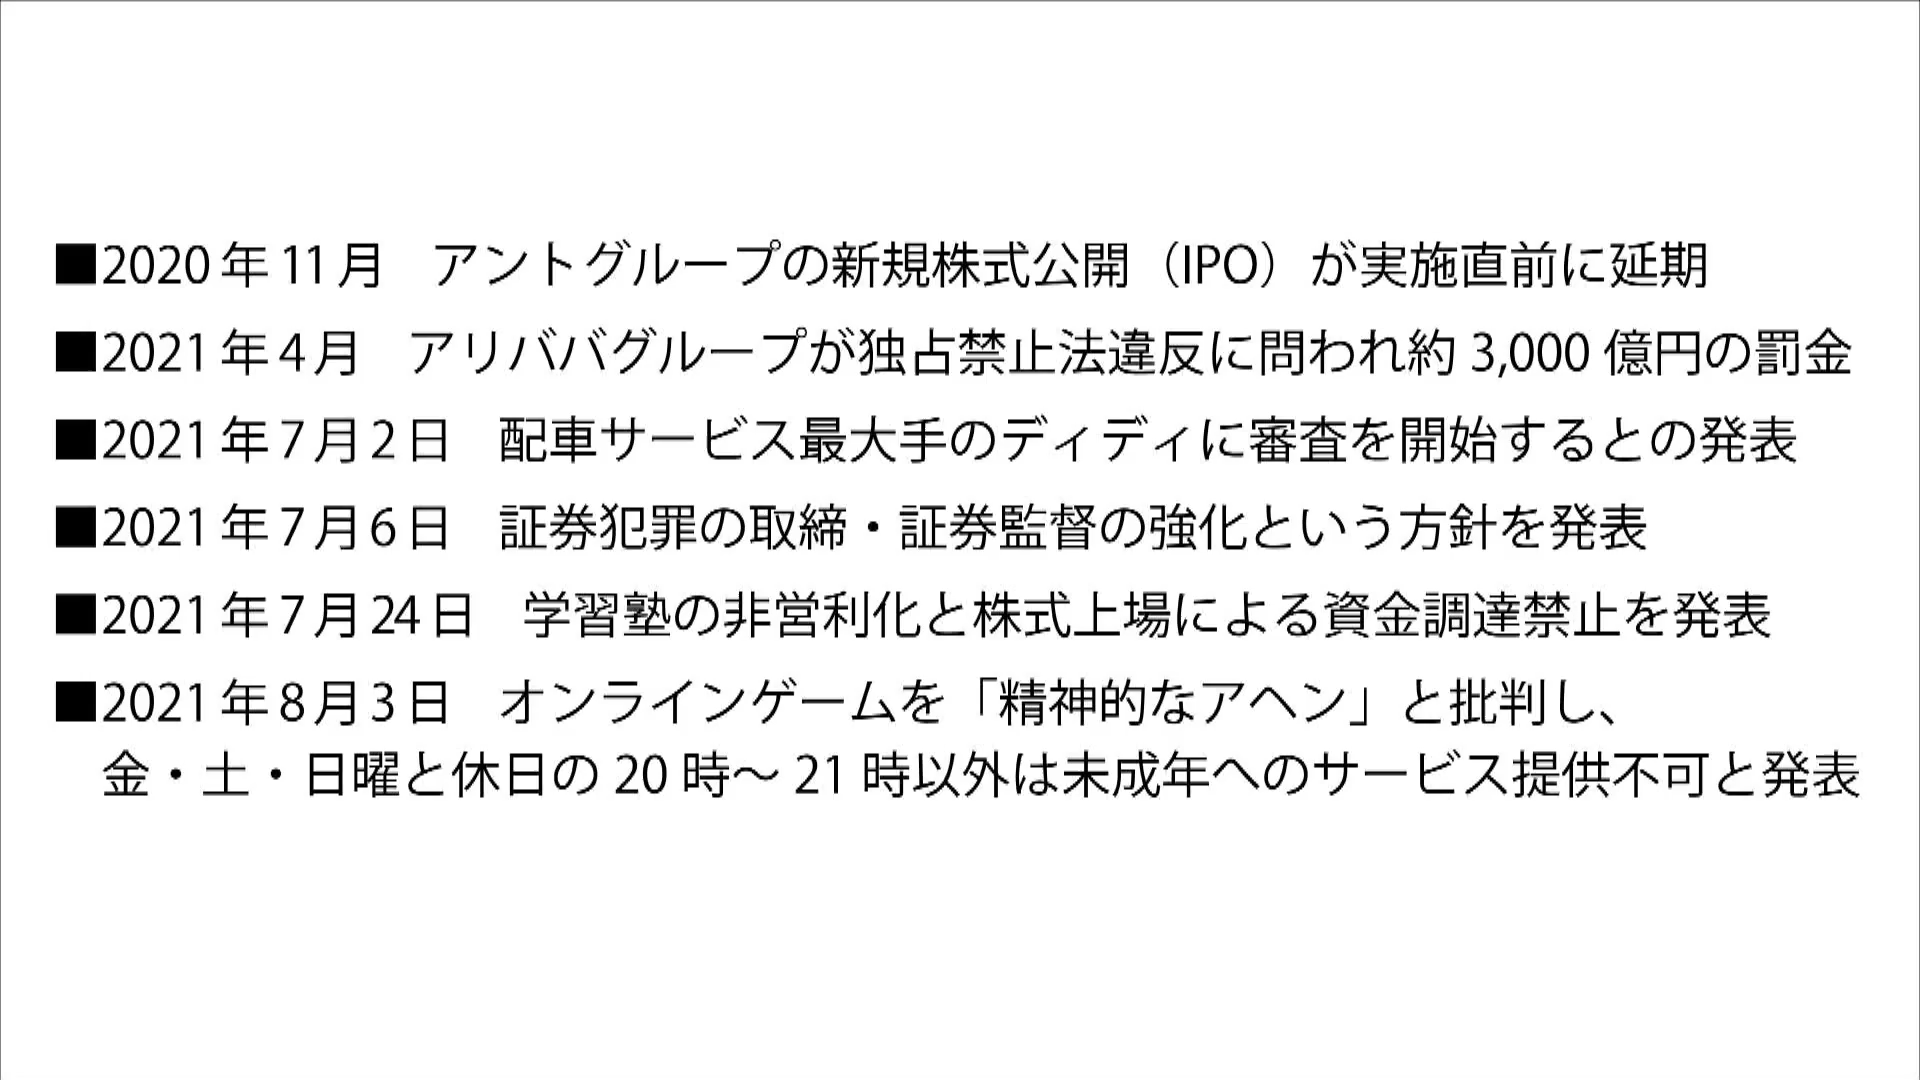 ■2020年11月　アントグループの新規株式公開（IPO）が実施直前に延期
■2021年4月　アリババグループが独占禁止法違反に問われ約3,000億円の罰金
■2021年7月2日　配車サービス最大手のディディに審査を開始するとの発表
■2021年7月6日　証券犯罪の取締・証券監督の強化という方針を発表
■2021年7月24日　学習塾の非営利化と株式上場による資金調達禁止を発表
■2021年8月3日　オンラインゲームを「精神的なアヘン」と批判し、
金・土・日曜と休日の20時～21時以外は未成年へのサービス提供不可と発表